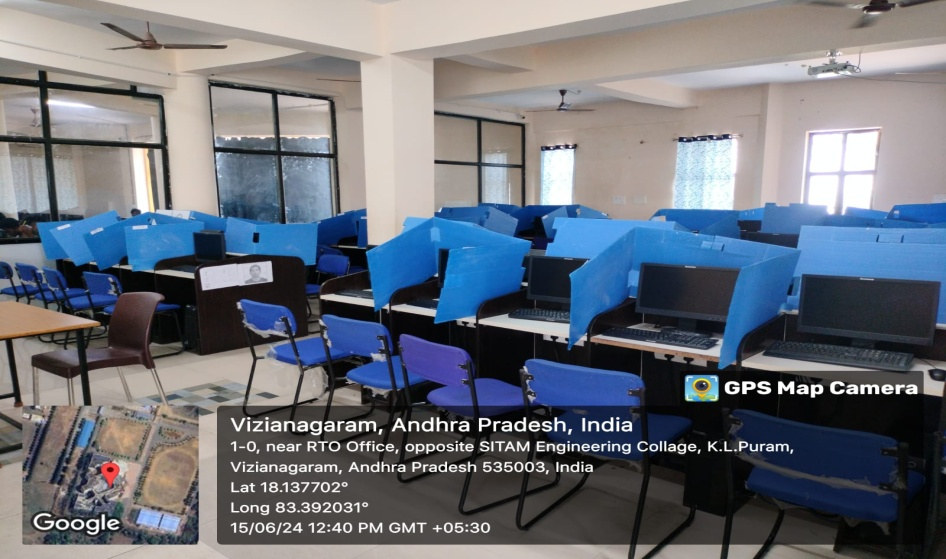 GPS Map Camera
Vizianagaram, Andhra Pradesh, India
1-0, near RTO Office, opposite SITAM Engineering Collage, K.L.Puram,
Vizianagaram, Andhra Pradesh 535003, India
Lat 18.137702°
Long 83.392031°
15/06/24 12:40 PM GMT +05:30
Google